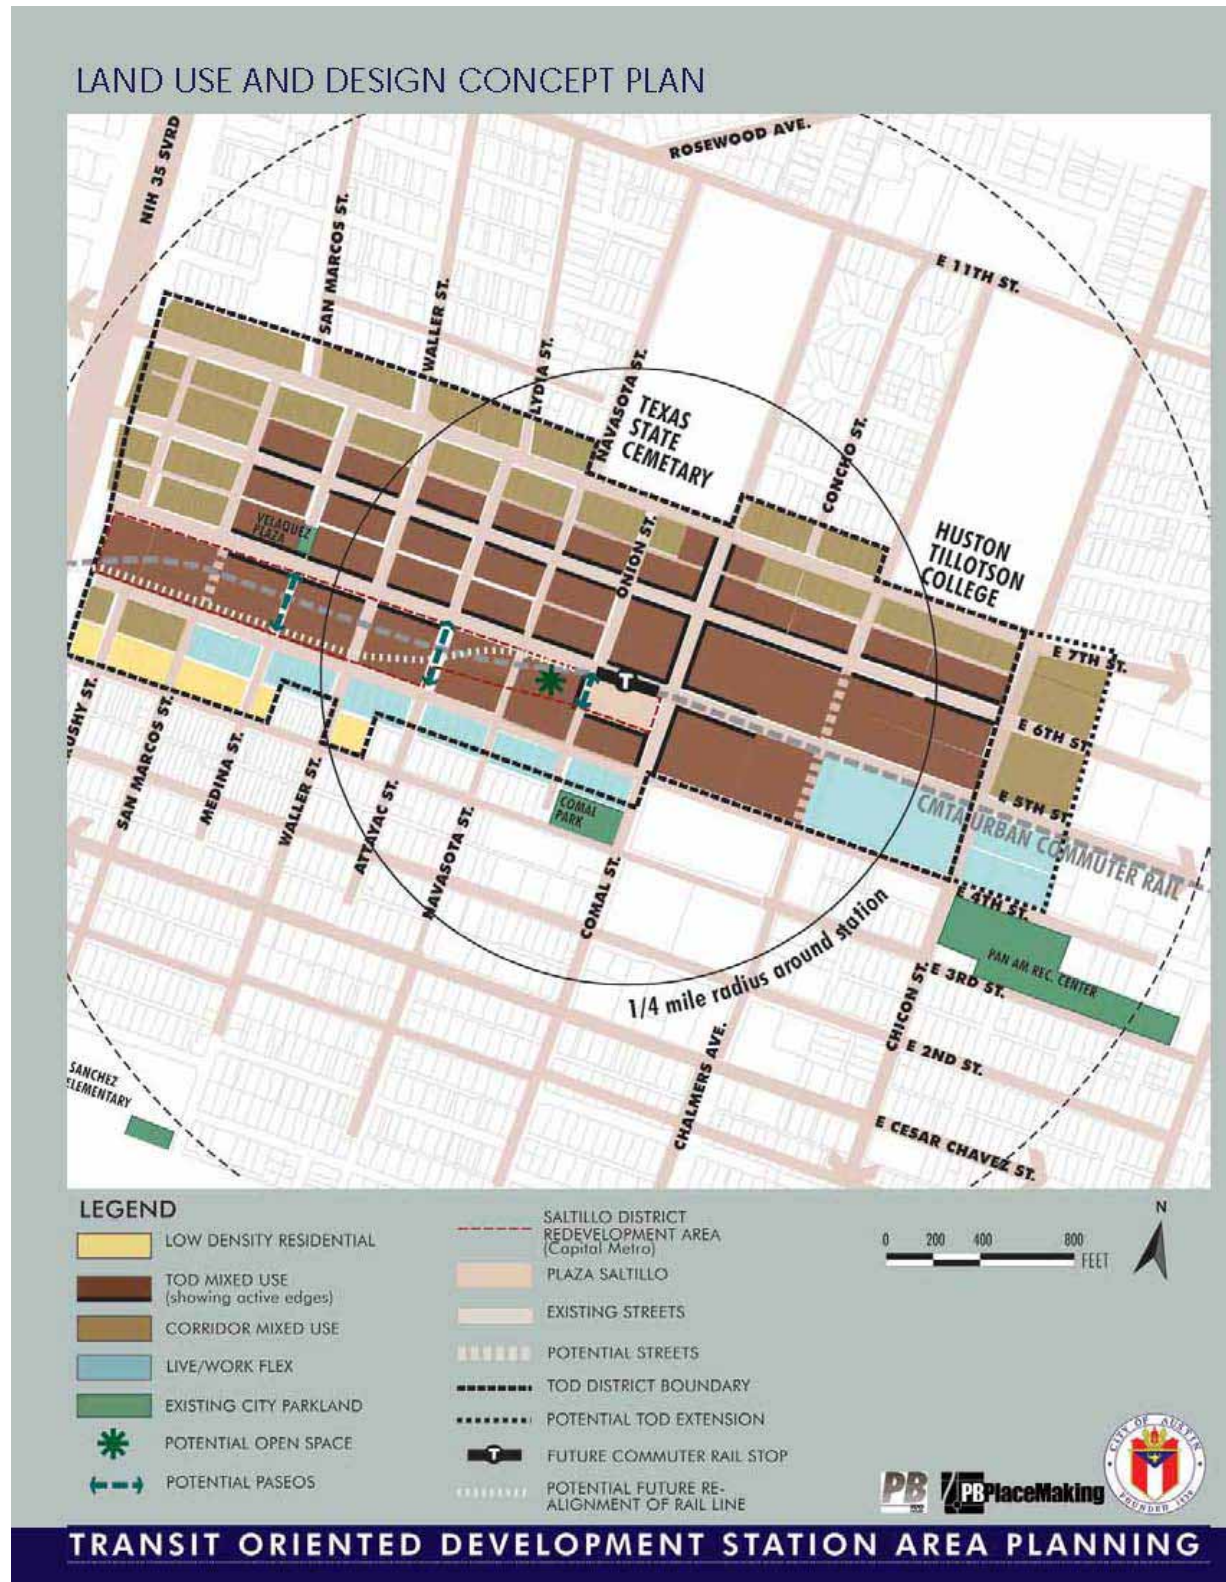 LAND USE AND DESIGN CONCEPT PLAN
NIH 35 SVRD
ROSEWOOD AVE.
SAN MARCOS ST.
WALLER ST.
LYDIA ST.
NAVASOTA ST.
E 11TH ST.
TEXAS
STATE
CEMETARY
CONCHO ST.
HUSTON
TILLOTSON
COLLEGE
VELAQUEZ
PLAZA
ONION ST.
E 7TH ST.
E 6TH ST.
E 5TH ST.
T
CMTA URBAN COMMUTER RAIL
USHY ST.
SAN MARCOS ST.
MEDINA ST.
WALLER ST.
ATTAYAC ST.
NAVASOTA ST.
COMAL
PARK
COMAL ST.
E 4TH ST.
1/4 mile radius around station
PAN AM REC. CENTER
E 3RD ST.
CHICON ST.
E 2ND ST.
CHALMERS AVE.
E CESAR CHAVEZ ST.
SANCHEZ
ELEMENTARY
LEGEND
LOW DENSITY RESIDENTIAL
TOD MIXED USE
(showing active edges)
CORRIDOR MIXED USE
LIVE/WORK FLEX
EXISTING CITY PARKLAND
POTENTIAL OPEN SPACE
POTENTIAL PASEOS
SALTILLO DISTRICT
REDEVELOPMENT AREA
(Capital Metro)
PLAZA SALTILLO
EXISTING STREETS
POTENTIAL STREETS
TOD DISTRICT BOUNDARY
POTENTIAL TOD EXTENSION
T
FUTURE COMMUTER RAIL STOP
POTENTIAL FUTURE RE-
ALIGNMENT OF RAIL LINE
N
0 200 400 800
FEET
PB
PBPlaceMaking
CITY OF AUSTIN
FOUNDED 1839
TRANSIT ORIENTED DEVELOPMENT STATION AREA PLANNING